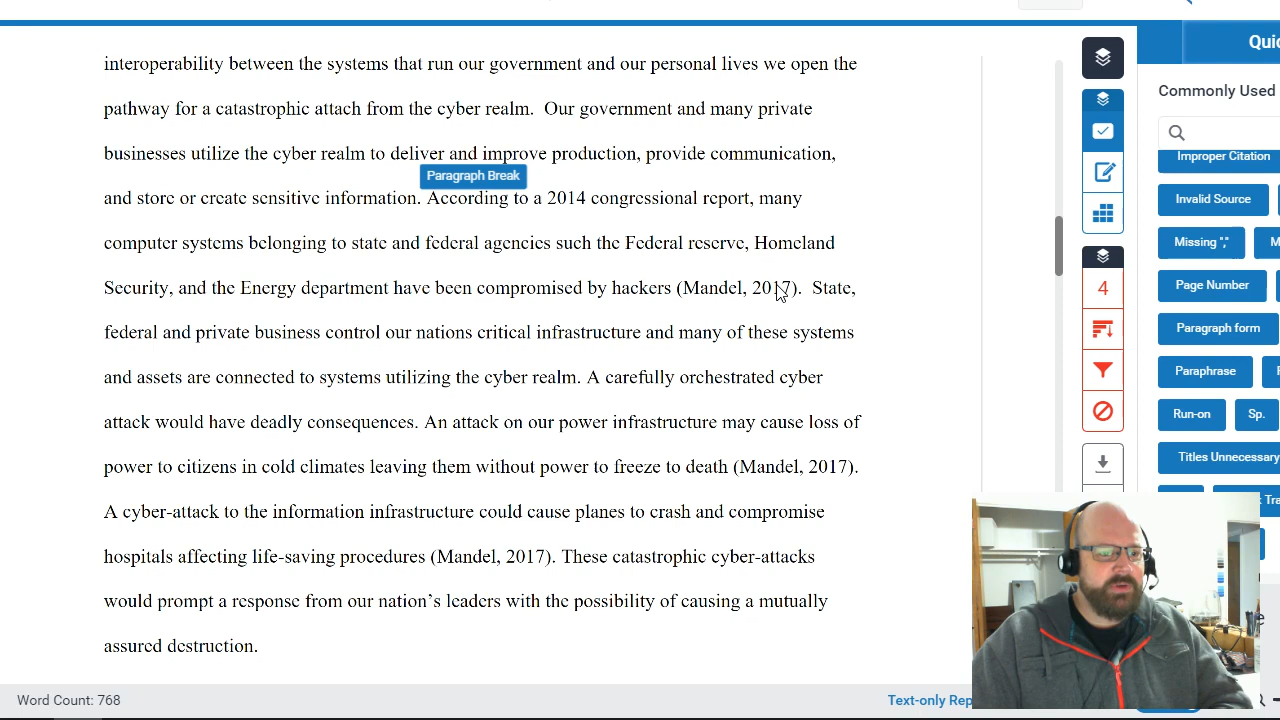 Quic
interoperability between the systems that run our government and our personal lives we open the
Commonly Used
pathway for a catastrophic attach from the cyber realm.  Our government and many private
businesses utilize the cyber realm to deliver and improve production, provide communication,
Improper Citation
Paragraph Break
and store or create sensitive information. According to a 2014 congressional report, many
Invalid Source
computer systems belonging to state and federal agencies such the Federal reserve, Homeland
Missing ","
M
Security, and the Energy department have been compromised by hackers (Mandel, 2017).  State,
4
Page Number
federal and private business control our nations critical infrastructure and many of these systems
Paragraph form
and assets are connected to systems utilizing the cyber realm. A carefully orchestrated cyber
Paraphrase
attack would have deadly consequences. An attack on our power infrastructure may cause loss of
Run-on
Sp.
power to citizens in cold climates leaving them without power to freeze to death (Mandel, 2017).
Titles Unnecessary
A cyber-attack to the information infrastructure could cause planes to crash and compromise
t Tra
hospitals affecting life-saving procedures (Mandel, 2017). These catastrophic cyber-attacks
would prompt a response from our nation's leaders with the possibility of causing a mutually
assured destruction.
Word Count: 768
Text-only Rep